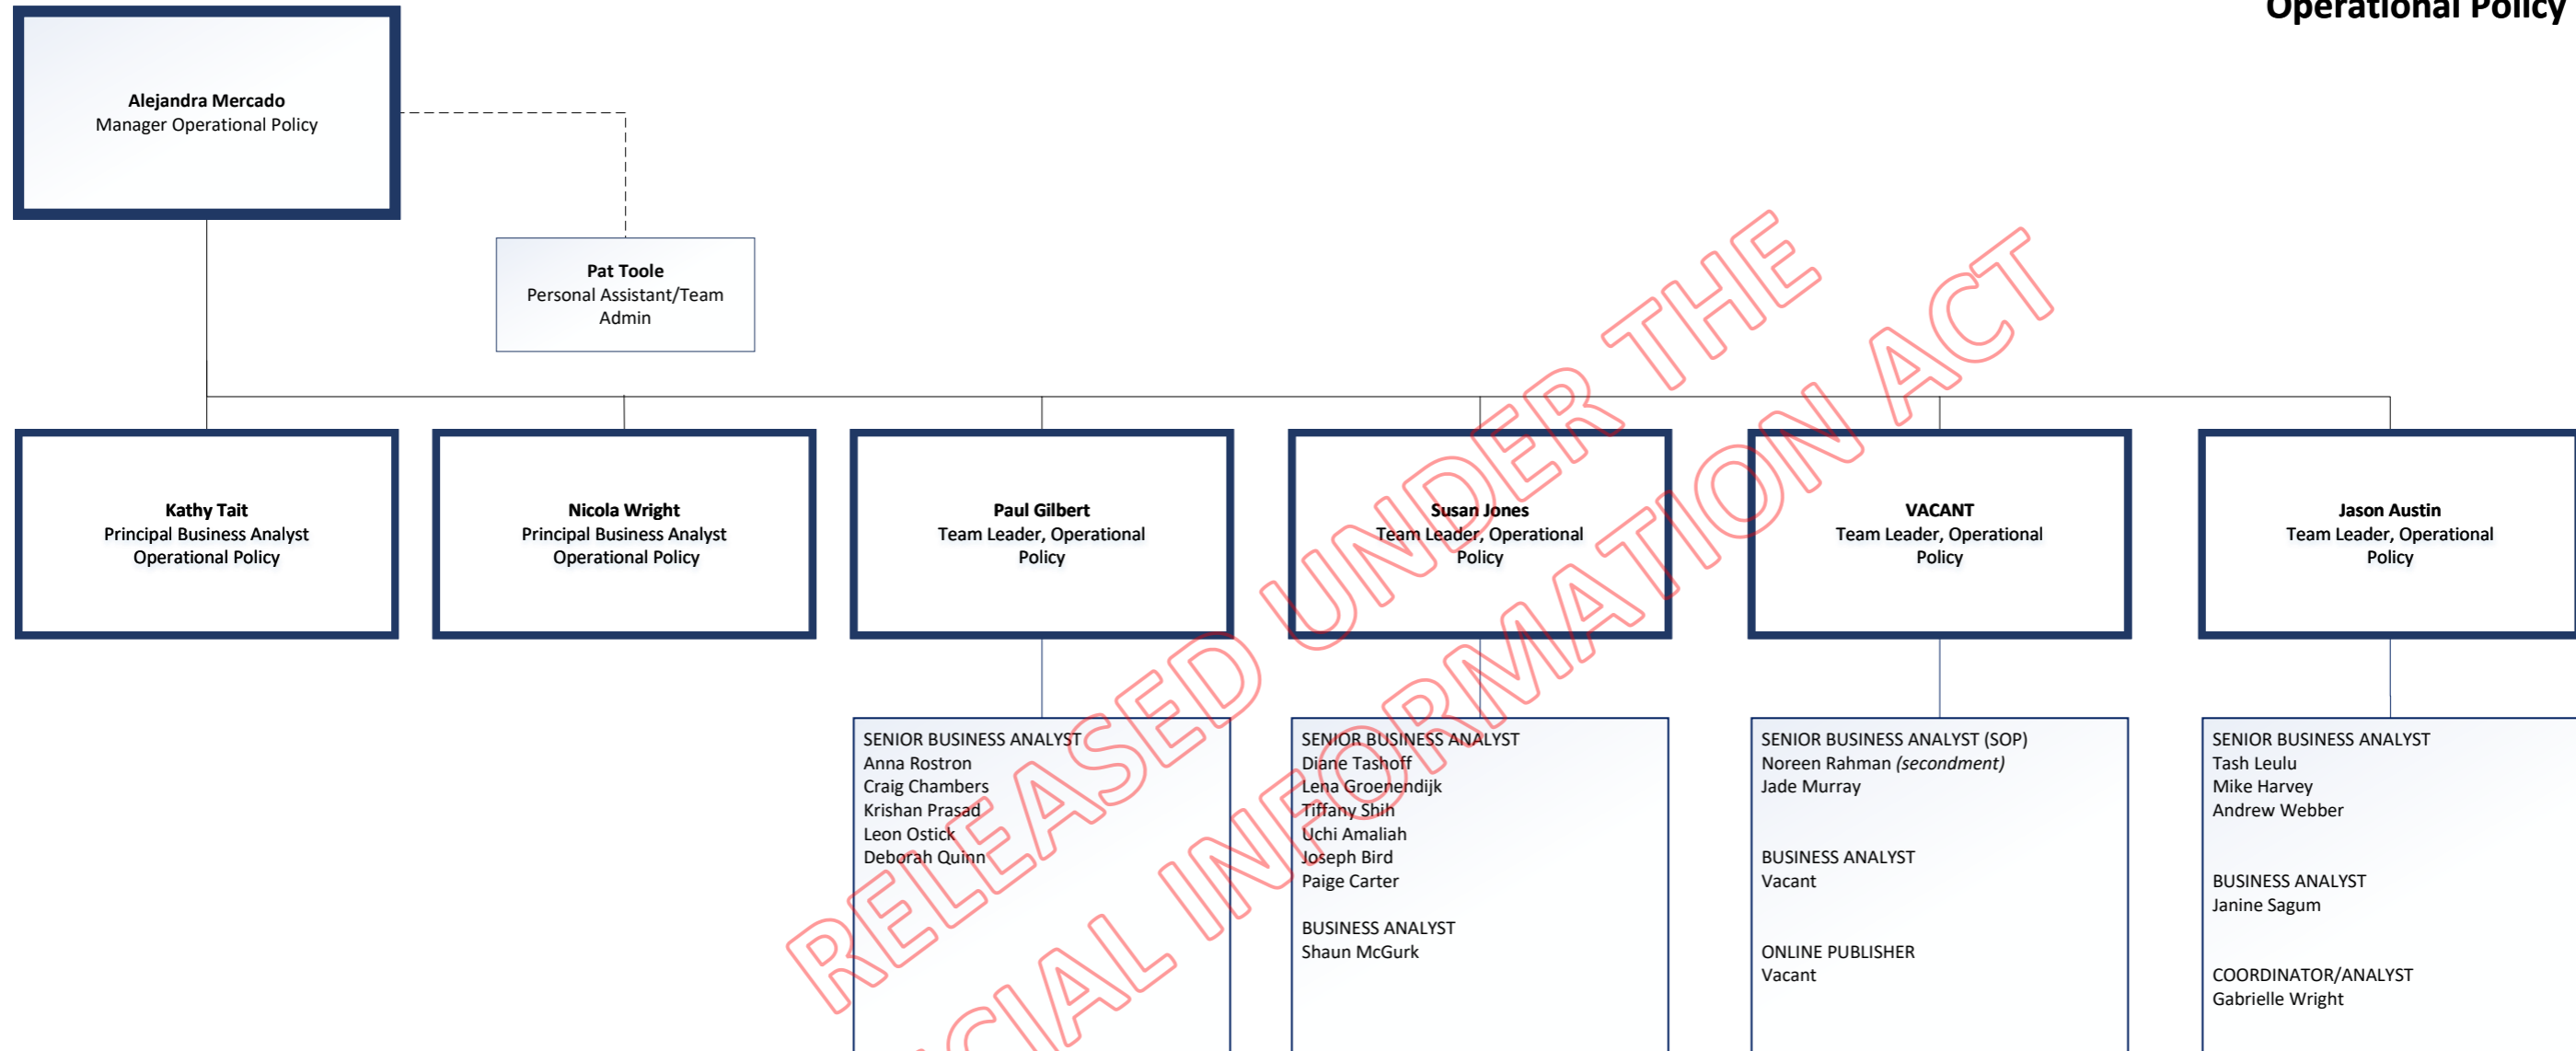 Operational Policy
Alejandra Mercado
Manager Operational Policy
Pat Toole
Personal Assistant/Team
Admin
Kathy Tait
Principal Business Analyst
Operational Policy
Nicola Wright
Principal Business Analyst
Operational Policy
Paul Gilbert
Team Leader, Operational
Policy
Susan Jones
Team Leader, Operational
Policy
VACANT
Team Leader, Operational
Policy
Jason Austin
Team Leader, Operational
Policy
SENIOR BUSINESS ANALYST
Anna Rostron
Craig Chambers
Krishan Prasad
Leon Ostick
Deborah Quinn
SENIOR BUSINESS ANALYST
Diane Tashoff
Lena Groenendijk
Tiffany Shih
Uchi Amaliah
Joseph Bird
Paige Carter
BUSINESS ANALYST
Shaun McGurk
SENIOR BUSINESS ANALYST (SOP)
Noreen Rahman (secondment)
Jade Murray
BUSINESS ANALYST
Vacant
ONLINE PUBLISHER
Vacant
SENIOR BUSINESS ANALYST
Tash Leulu
Mike Harvey
Andrew Webber
BUSINESS ANALYST
Janine Sagum
COORDINATOR/ANALYST
Gabrielle Wright
RELEASED UNDER THE
CIAL INFORMATION ACT